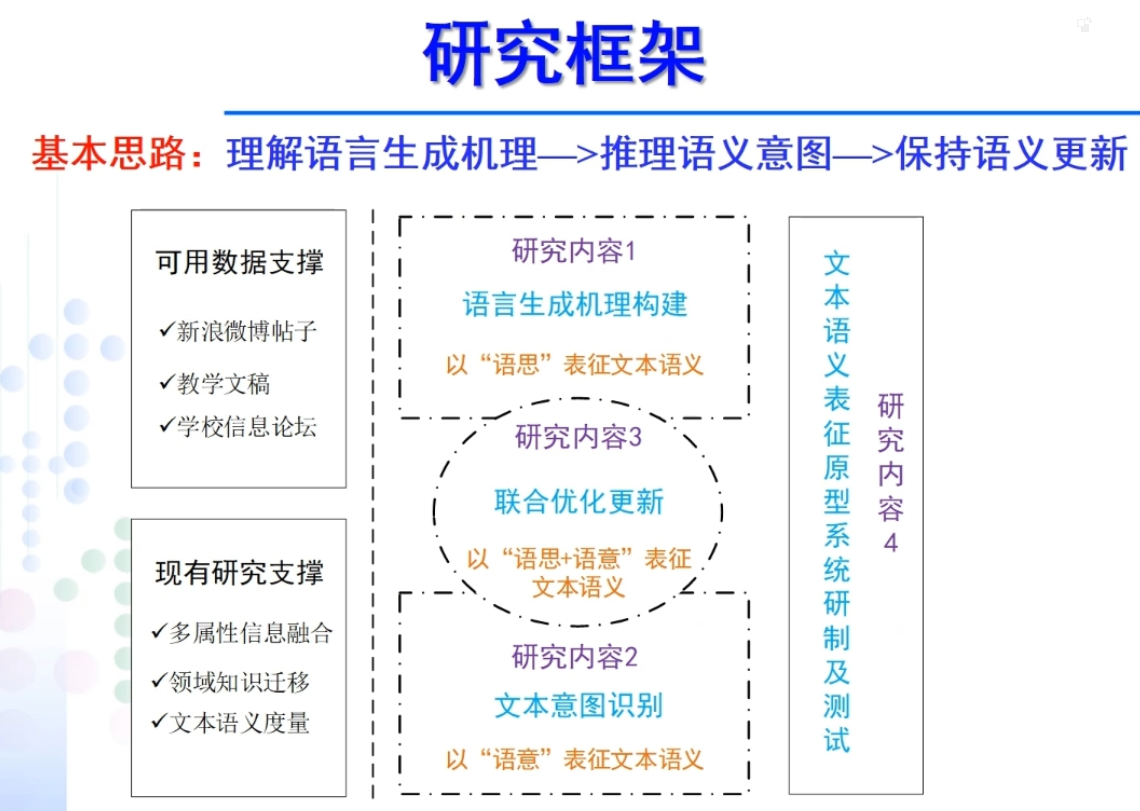 研究框架
基本思路：理解语言生成机理—>推理语义意图—>保持语义更新
可用数据支撑
✓新浪微博帖子
✓教学文稿
✓学校信息论坛
现有研究支撑
✓多属性信息融合
✓领域知识迁移
✓文本语义度量
研究内容1
语言生成机理构建
以“语思”表征文本语义
研究内容3
联合优化更新
以“语思+语意”表征
文本语义
研究内容2
文本意图识别
以“语意”表征文本语义
文本语义表征原型系统研制及测试
研究内容4